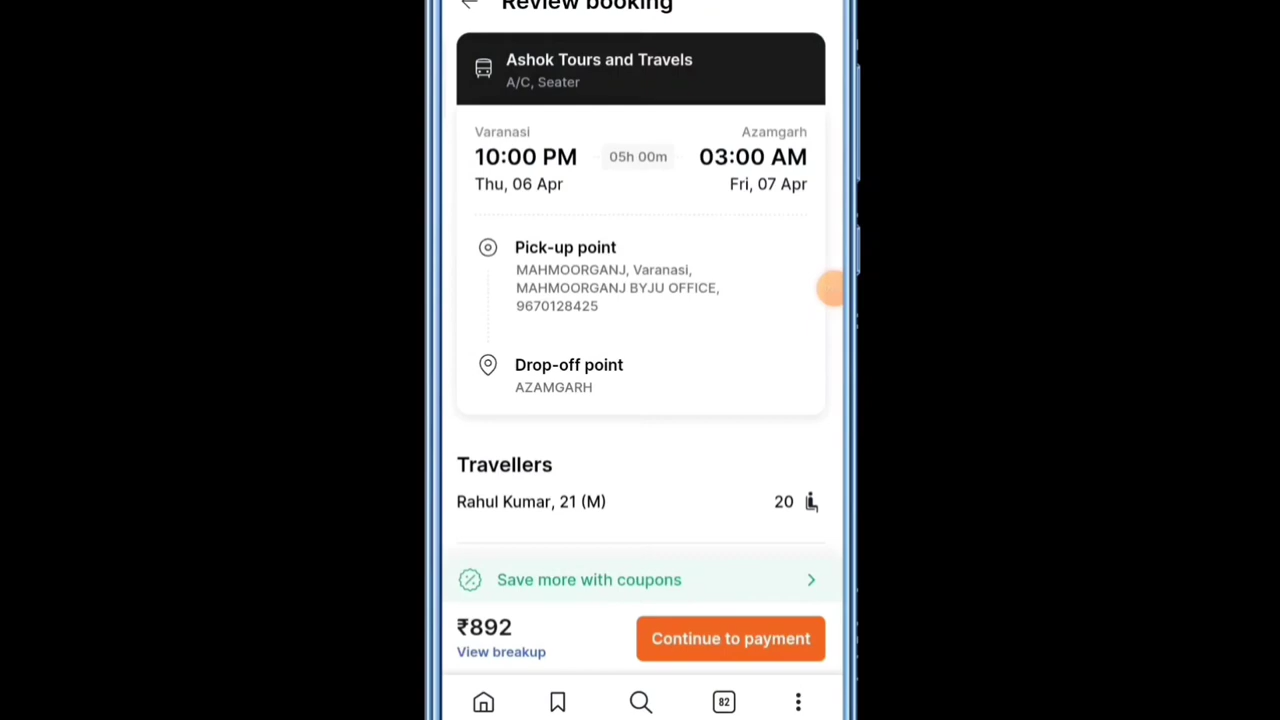 Review booking
Ashok Tours and Travels
A/C, Seater
Varanasi
Azamgarh
10:00 PM
05h 00m
03:00 AM
Thu, 06 Apr
Fri, 07 Apr
Pick-up point
MAHMOORGANJ, Varanasi,
MAHMOORGANJ BYJU OFFICE,
9670128425
Drop-off point
AZAMGARH
Travellers
Rahul Kumar, 21 (M)
20
Save more with coupons
₹892
View breakup
Continue to payment
82